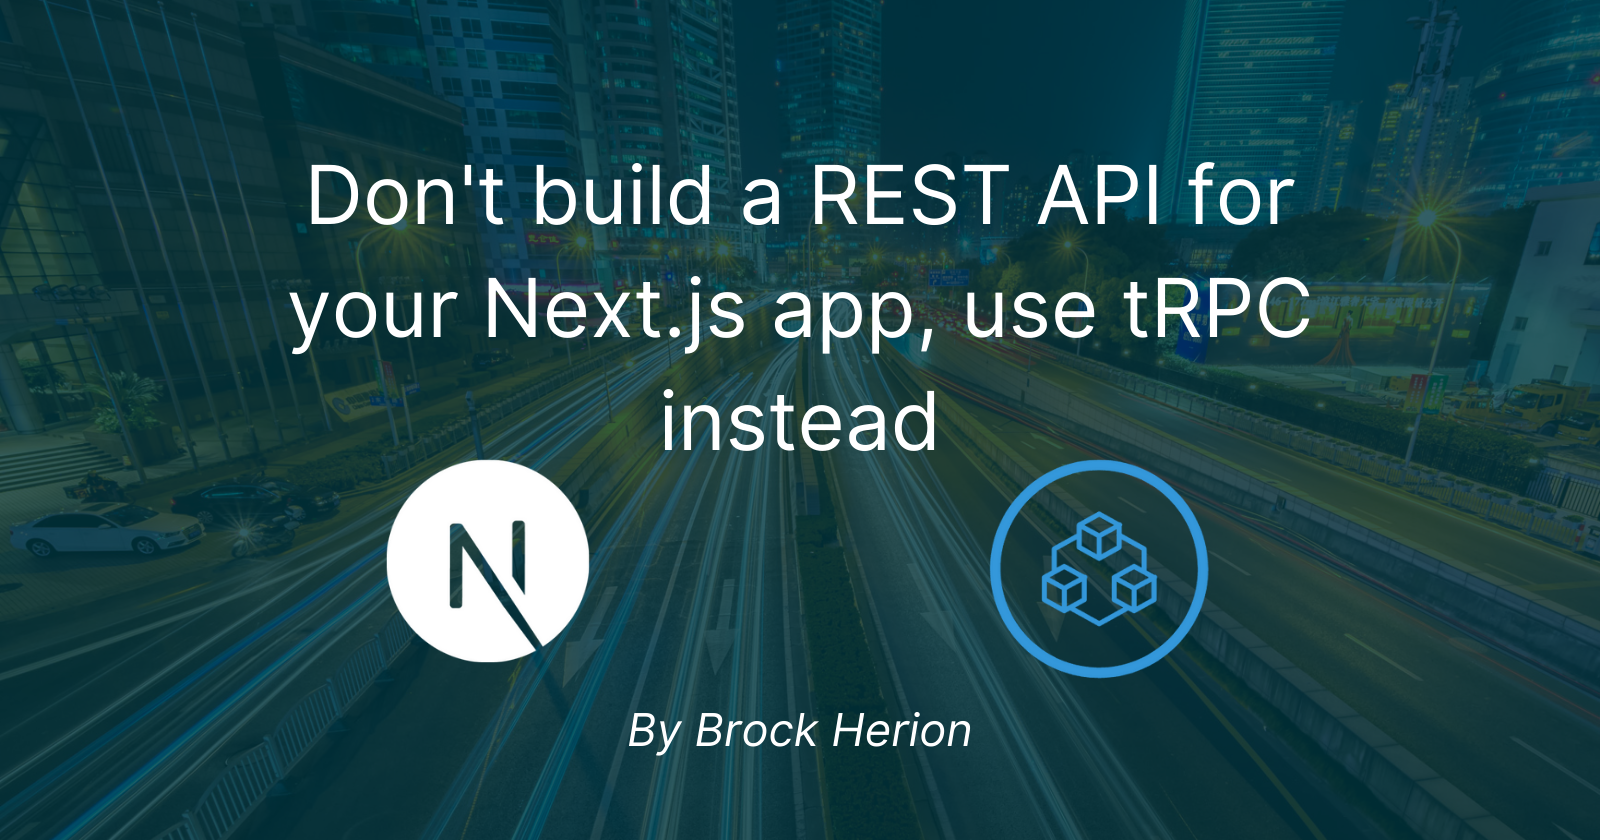 Don't build a REST API for
your Next.js app, use tRPC
instead
N
By Brock Herion